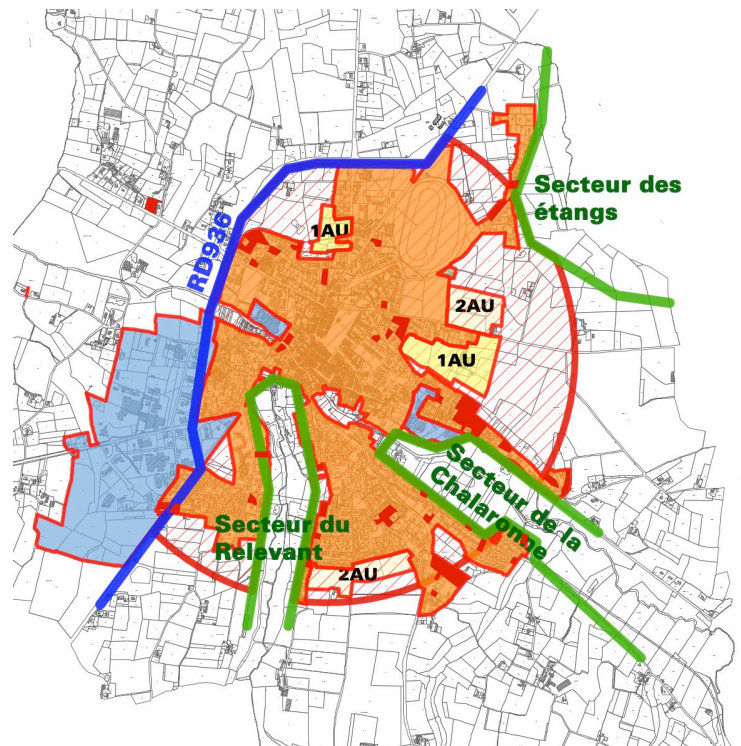 Secteur des
étangs
1AU
RD936
2AU
1AU
Secteur de la
Chalaronne
Secteur du
Relevant
2AU